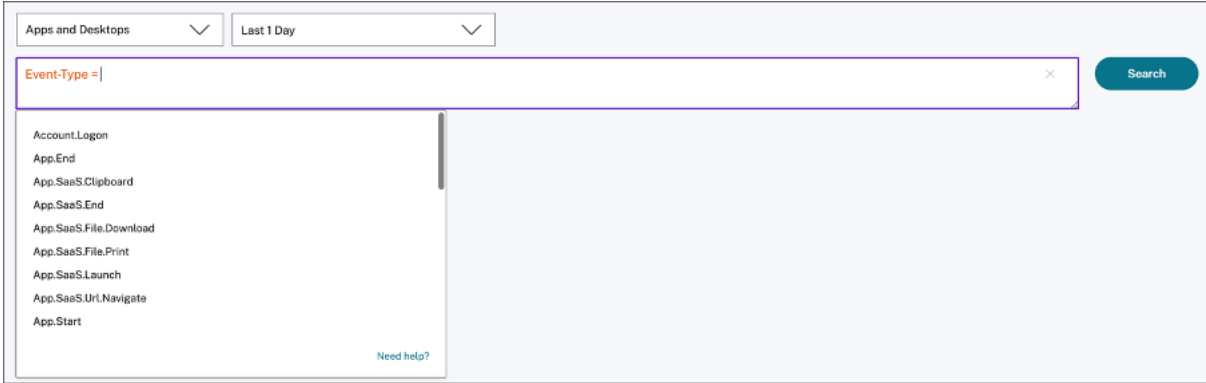 Apps and Desktops
Last 1 Day
Event-Type =
Search
Account.Logon
App.End
App.SaaS.Clipboard
App.SaaS.End
App.SaaS.File.Download
App.SaaS.File.Print
App.SaaS.Launch
App.SaaS.Url.Navigate
App.Start
Need help?